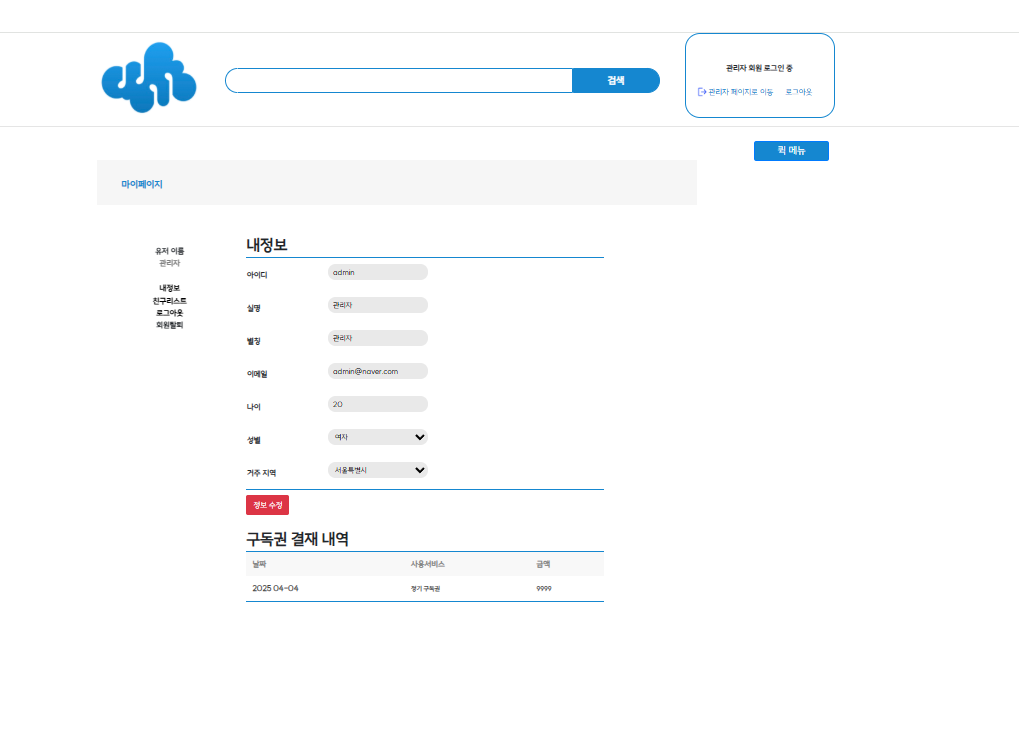 검색
관리자 회원 로그인 중
관리자 페이지로 이동 로그아웃
퀵 메뉴
마이페이지
유저 이름
관리자
내정보
친구리스트
로그아웃
회원탈퇴
내정보
아이디 admin
실명 관리자
별칭 관리자
이메일 admin@naver.com
나이 20
성별 여자
거주 지역 서울특별시
정보 수정
구독권 결재 내역
날짜 사용서비스 금액
2025 04-04 정기 구독권 9999